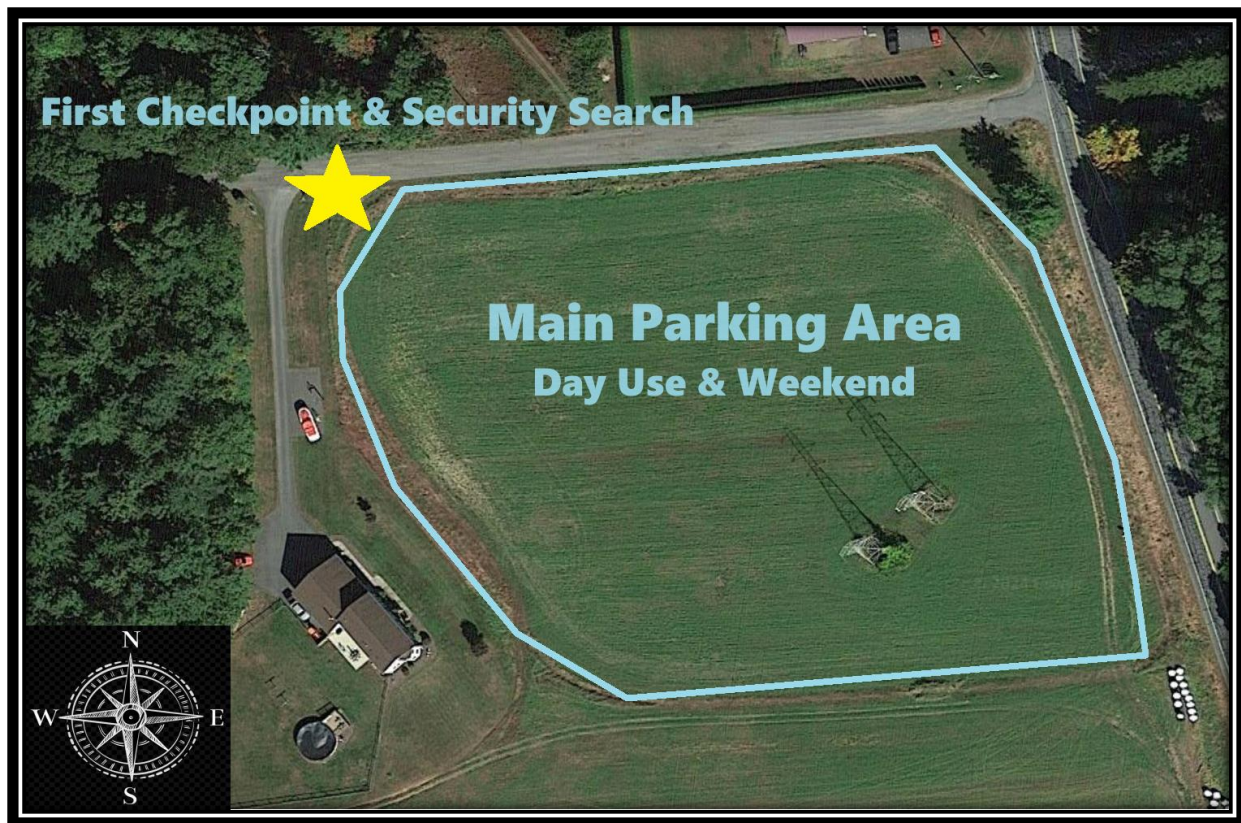 First Checkpoint & Security Search
Main Parking Area
Day Use & Weekend
N
W E
S